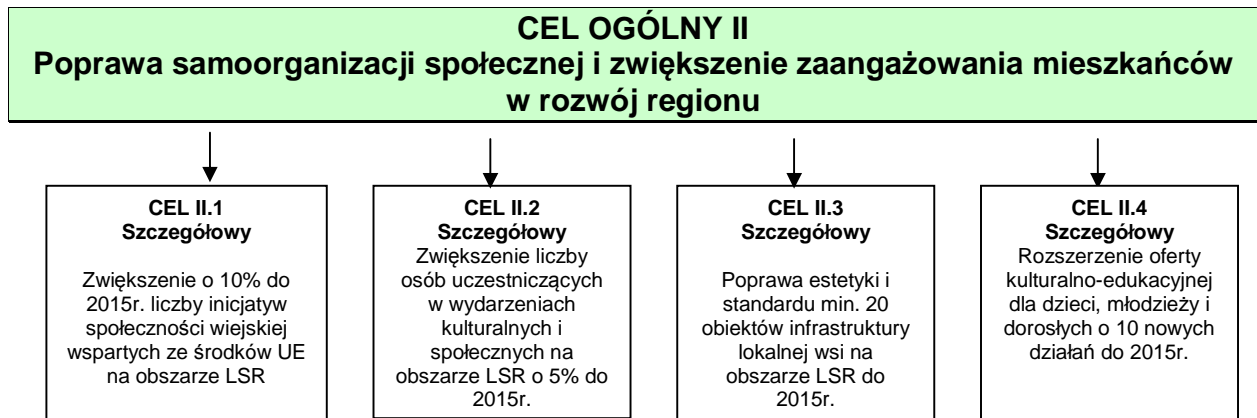 CEL OGÓLNY II
Poprawa samoorganizacji społecznej i zwiększenie zaangażowania mieszkańców
w rozwój regionu
CEL II.1
Szczegółowy
Zwiększenie o 10% do
2015r. liczby inicjatyw
społeczności wiejskiej
wspartych ze środków UE
na obszarze LSR
CEL II.2
Szczegółowy
Zwiększenie liczby
osób uczestniczących
w wydarzeniach
kulturalnych i
społecznych na
obszarze LSR o 5% do
2015r.
CEL II.3
Szczegółowy
Poprawa estetyki i
standardu min. 20
obiektów infrastruktury
lokalnej wsi na
obszarze LSR do
2015r.
CEL II.4
Szczegółowy
Rozszerzenie oferty
kulturalno-edukacyjnej
dla dzieci, młodzieży i
dorosłych o 10 nowych
działań do 2015r.